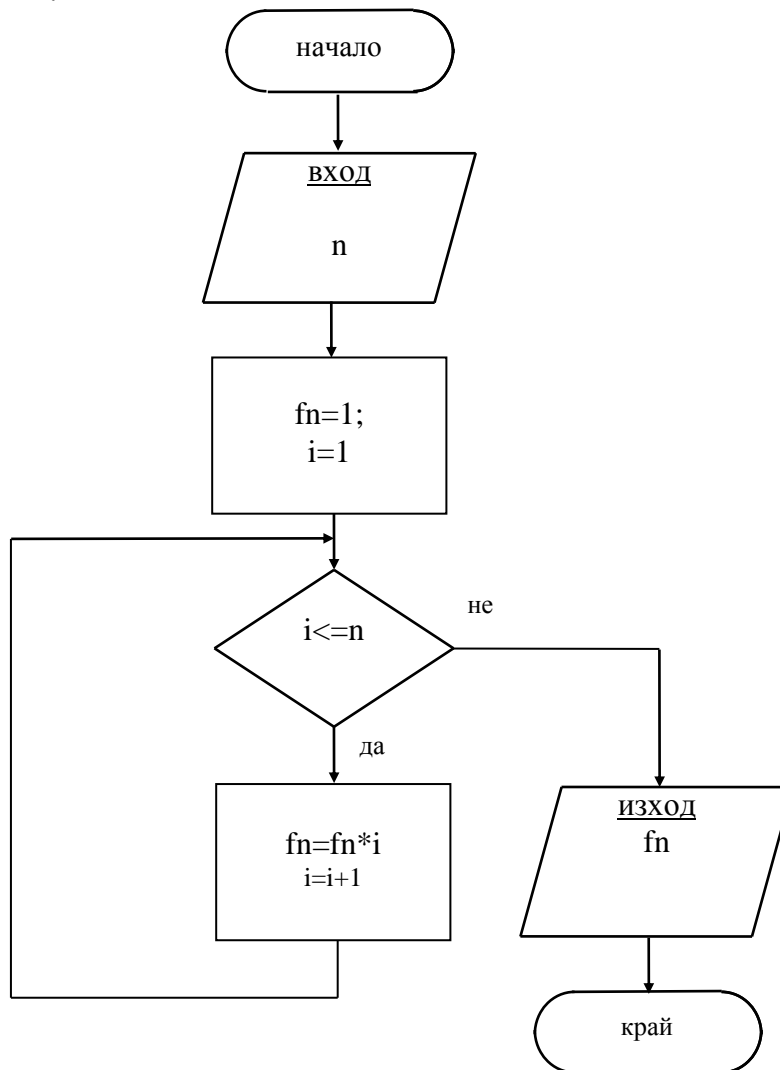 начало
вход
n
fn=1;
i=1
i<=n
не
да
fn=fn*i
i=i+1
изход
fn
край